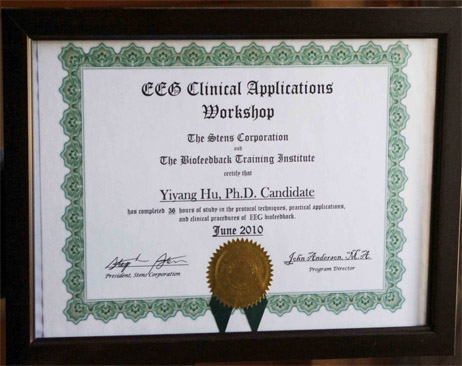 EEG Clinical Applications
Workshop
The Stens Corporation
and
The Biofeedback Training Institute
certify that
Yiyang Hu, Ph.D. Candidate
has completed 30 hours of study in the protocol techniques, practical applications,
and clinical procedures of EEG biofeedback.
June 2010
John Anderson, M.A.
President, Stens Corporation
Program Director